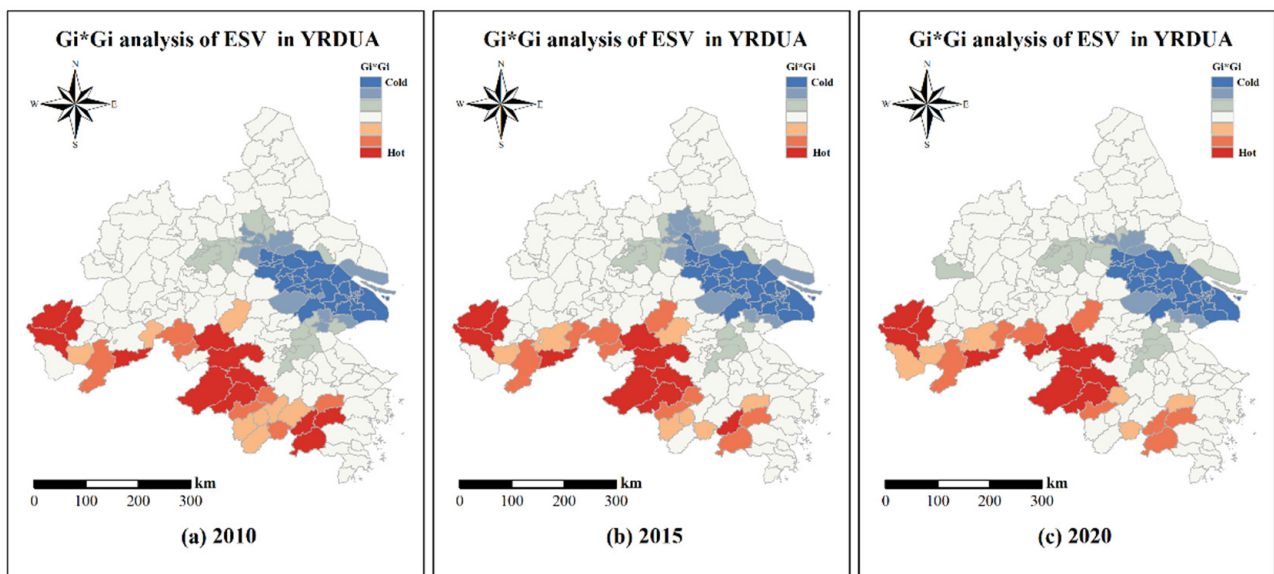 Gi*Gi analysis of ESV in YRDUA
N
W
E
S
Gi*Gi
Cold
Hot
km
0 100 200 300
(a) 2010
Gi*Gi analysis of ESV in YRDUA
N
W
E
S
Gi*Gi
Cold
Hot
km
0 100 200 300
(b) 2015
Gi*Gi analysis of ESV in YRDUA
N
W
E
S
Gi*Gi
Cold
Hot
km
0 100 200 300
(c) 2020